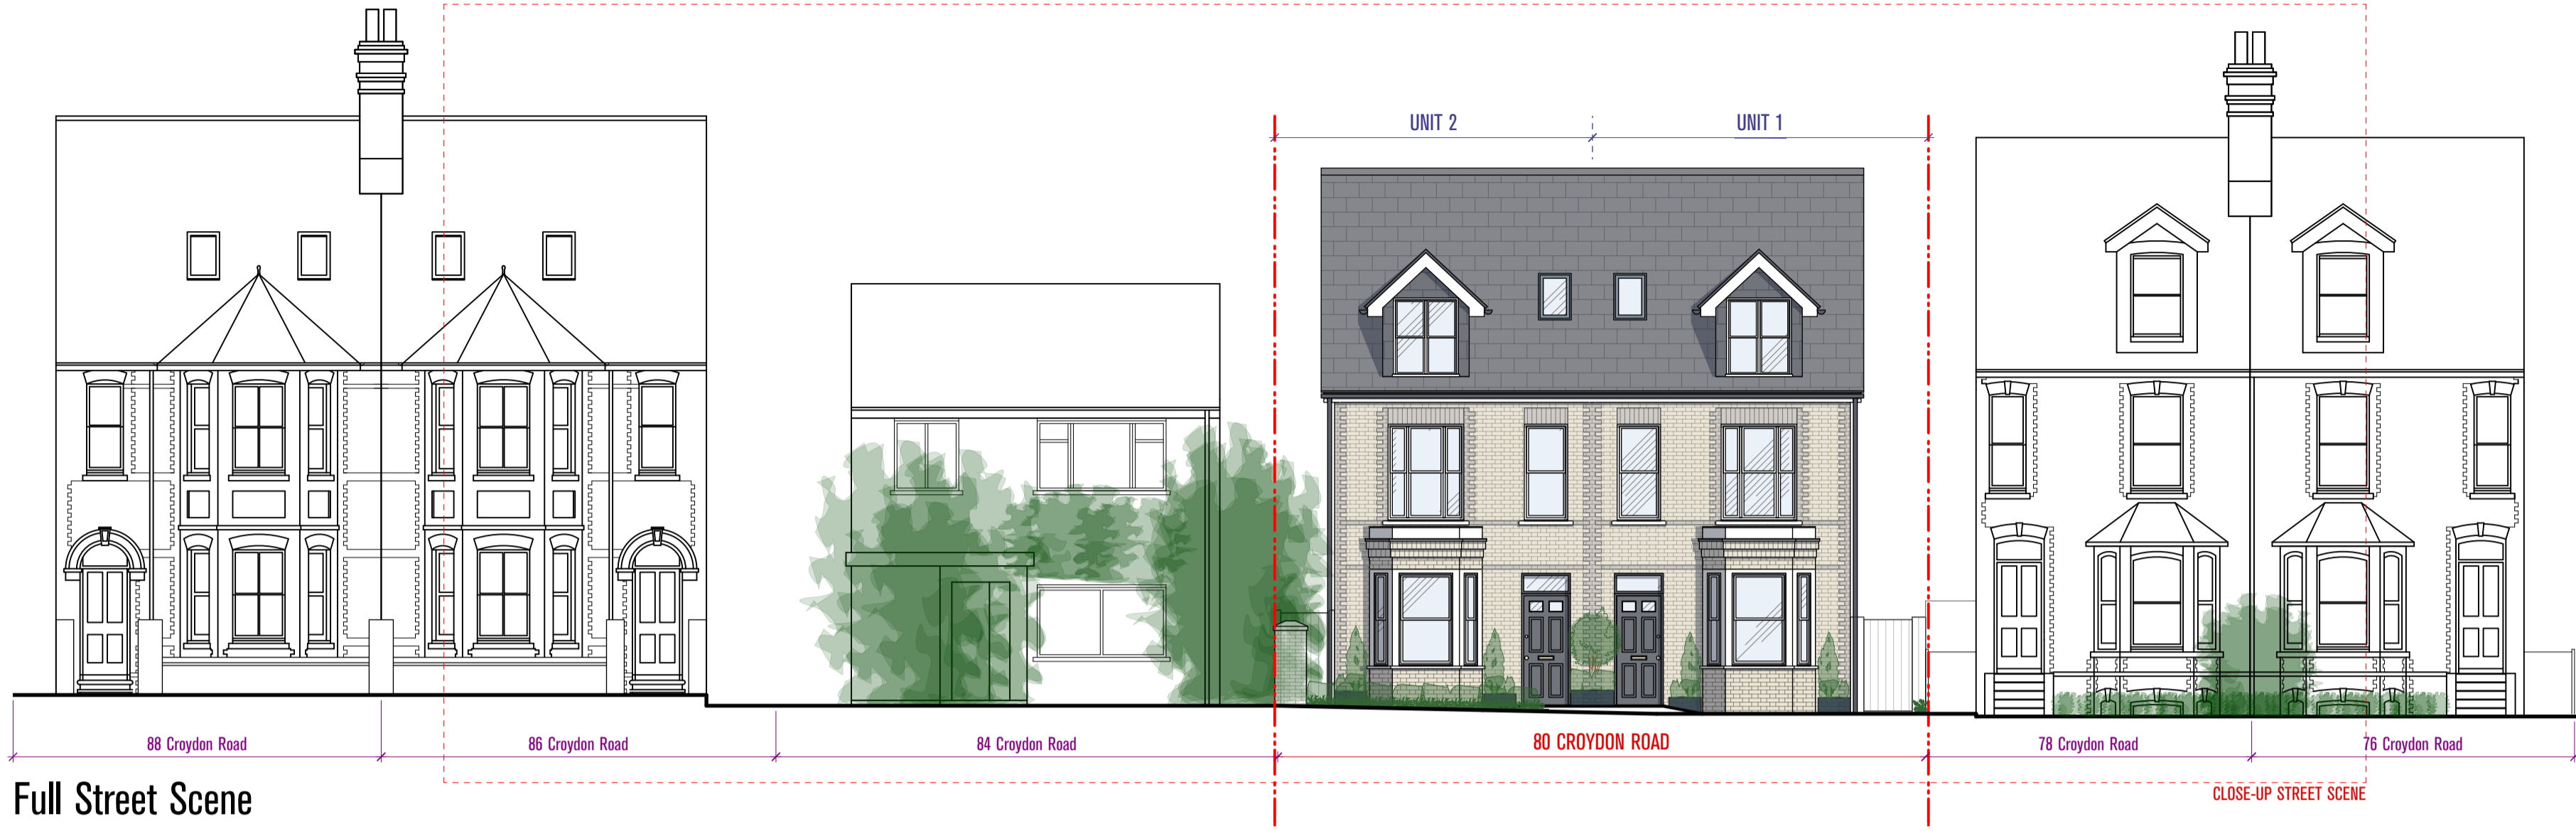 UNIT 2
UNIT 1
88 Croydon Road
86 Croydon Road
84 Croydon Road
80 CROYDON ROAD
78 Croydon Road
76 Croydon Road
Full Street Scene
CLOSE-UP STREET SCENE